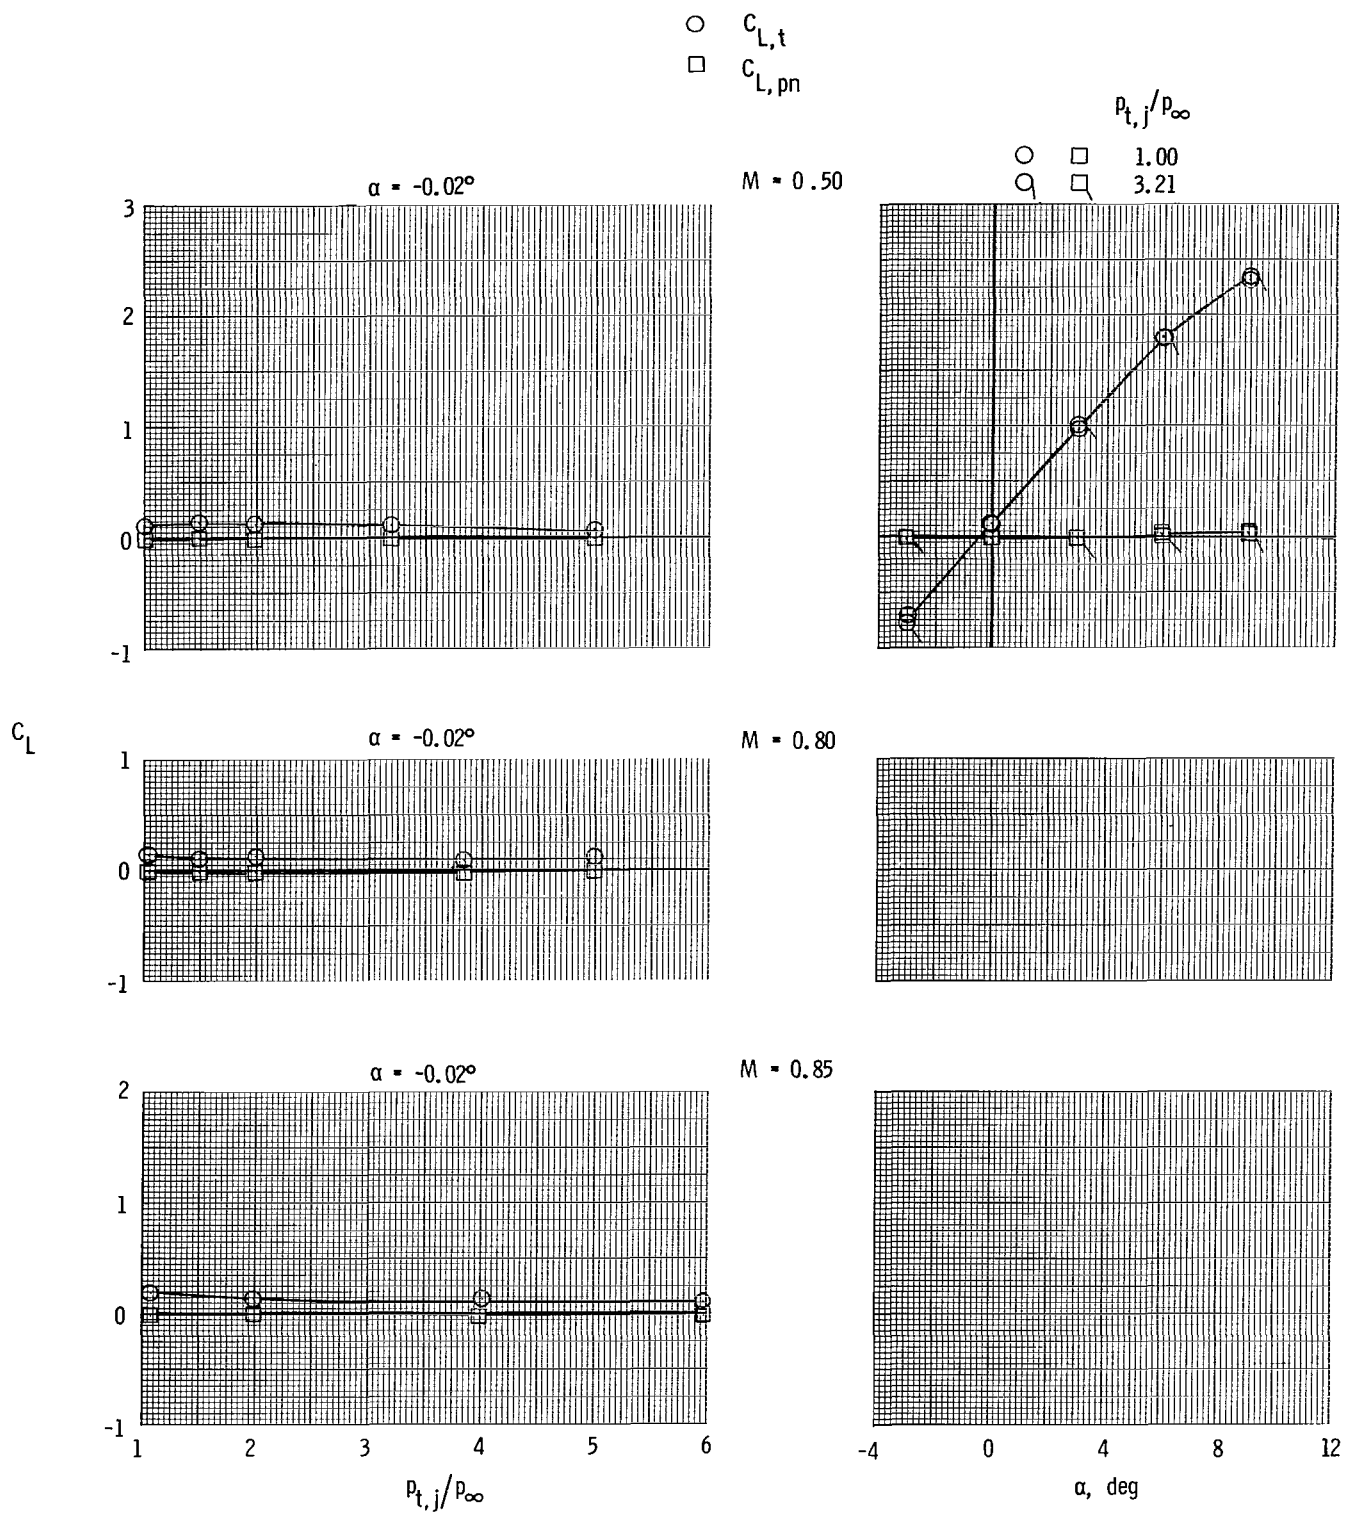 C_L,t
C_L,pn
p_t,j/p_∞
1.00
3.21
α = -0.02°
M = 0.50
3
2
1
0
-1
C_L
α = -0.02°
M = 0.80
1
0
-1
α = -0.02°
M = 0.85
2
1
0
-1
1 2 3 4 5 6
-4 0 4 8 12
p_t,j/p_∞
α, deg